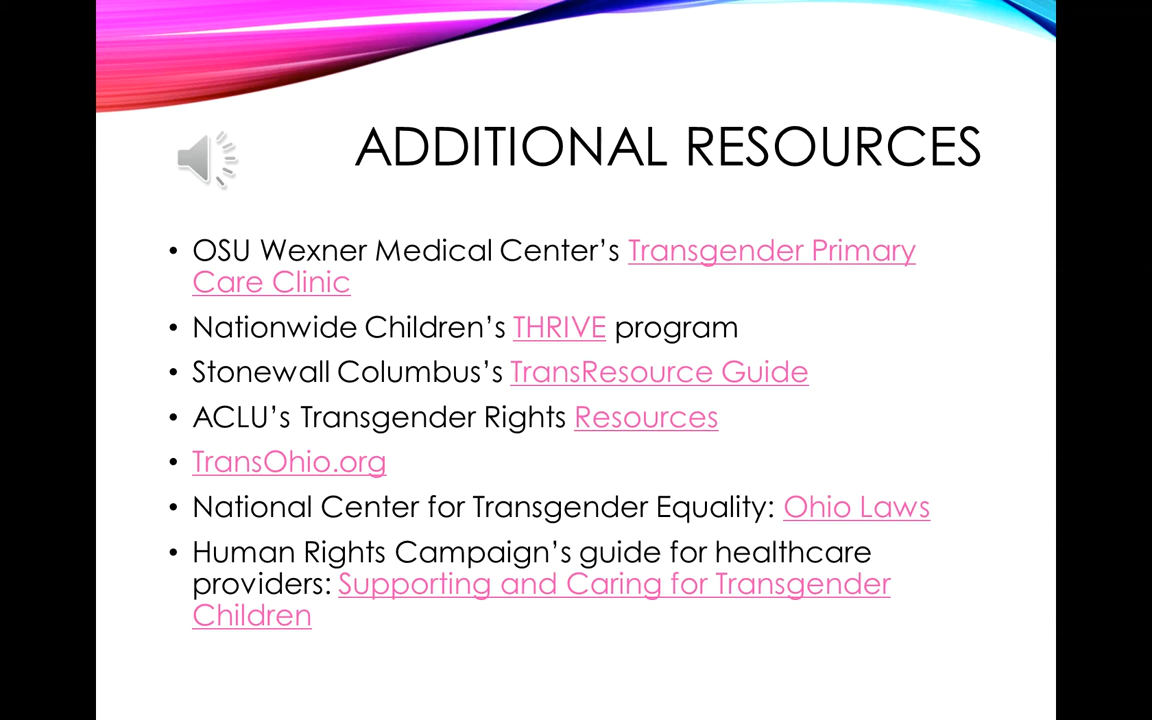 ADDITIONAL RESOURCES
• OSU Wexner Medical Center’s Transgender Primary
Care Clinic
• Nationwide Children’s THRIVE program
• Stonewall Columbus’s TransResource Guide
• ACLU’s Transgender Rights Resources
• TransOhio.org
• National Center for Transgender Equality: Ohio Laws
• Human Rights Campaign’s guide for healthcare
providers: Supporting and Caring for Transgender
Children